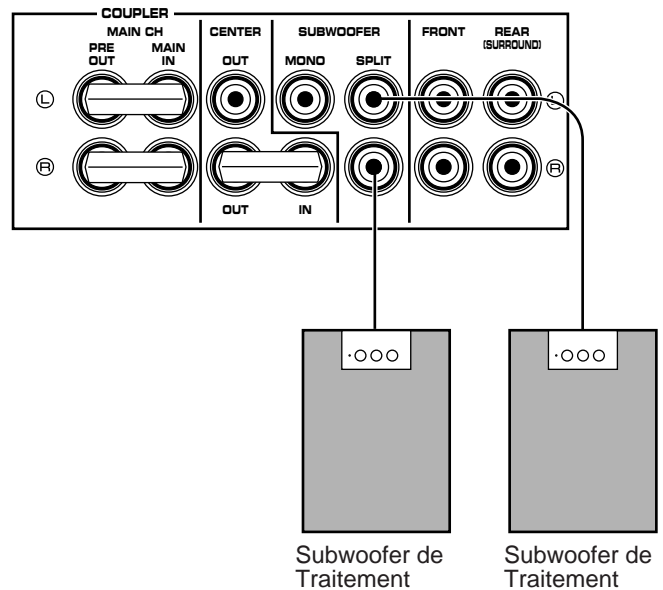 COUPLER
MAIN CH
CENTER
SUBWOOFER
FRONT
REAR
(SURROUND)
PRE
OUT
MAIN
IN
OUT
MONO
SPLIT
L
L
R
R
OUT
IN
Subwoofer de
Traitement
Subwoofer de
Traitement